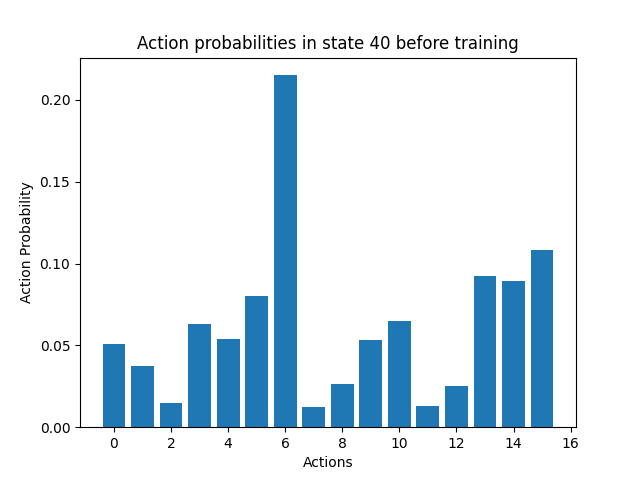 Action probabilities in state 40 before training
Action Probability
0.20
0.15
0.10
0.05
0.00
0 2 4 6 8 10 12 14 16
Actions